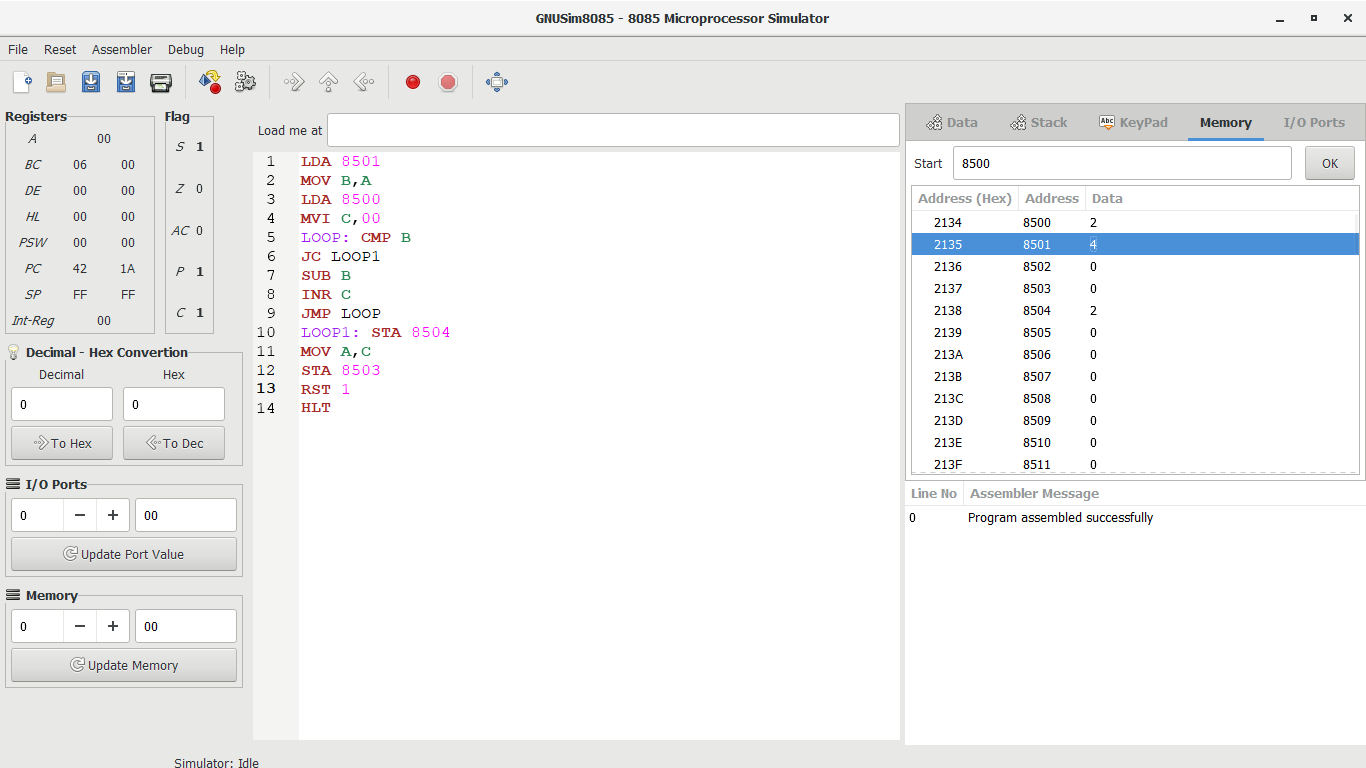 GNUSim8085 - 8085 Microprocessor Simulator
File Reset Assembler Debug Help
Registers
A 00
BC 06 00
DE 00 00
HL 00 00
PSW 00 00
PC 42 1A
SP FF FF
Int-Reg 00
Flag
S 1
Z 0
AC 0
P 1
C 1
Decimal - Hex Convertion
Decimal Hex
0 0
To Hex To Dec
I/O Ports
0 − + 00
Update Port Value
Memory
0 − + 00
Update Memory
Load me at
1 LDA 8501
2 MOV B,A
3 LDA 8500
4 MVI C,00
5 LOOP: CMP B
6 JC LOOP1
7 SUB B
8 INR C
9 JMP LOOP
10 LOOP1: STA 8504
11 MOV A,C
12 STA 8503
13 RST 1
14 HLT
Data Stack Abc KeyPad Memory I/O Ports
Start 8500 OK
Address (Hex) Address Data
2134 8500 2
2135 8501 4
2136 8502 0
2137 8503 0
2138 8504 2
2139 8505 0
213A 8506 0
213B 8507 0
213C 8508 0
213D 8509 0
213E 8510 0
213F 8511 0
Line No Assembler Message
0 Program assembled successfully
Simulator: Idle